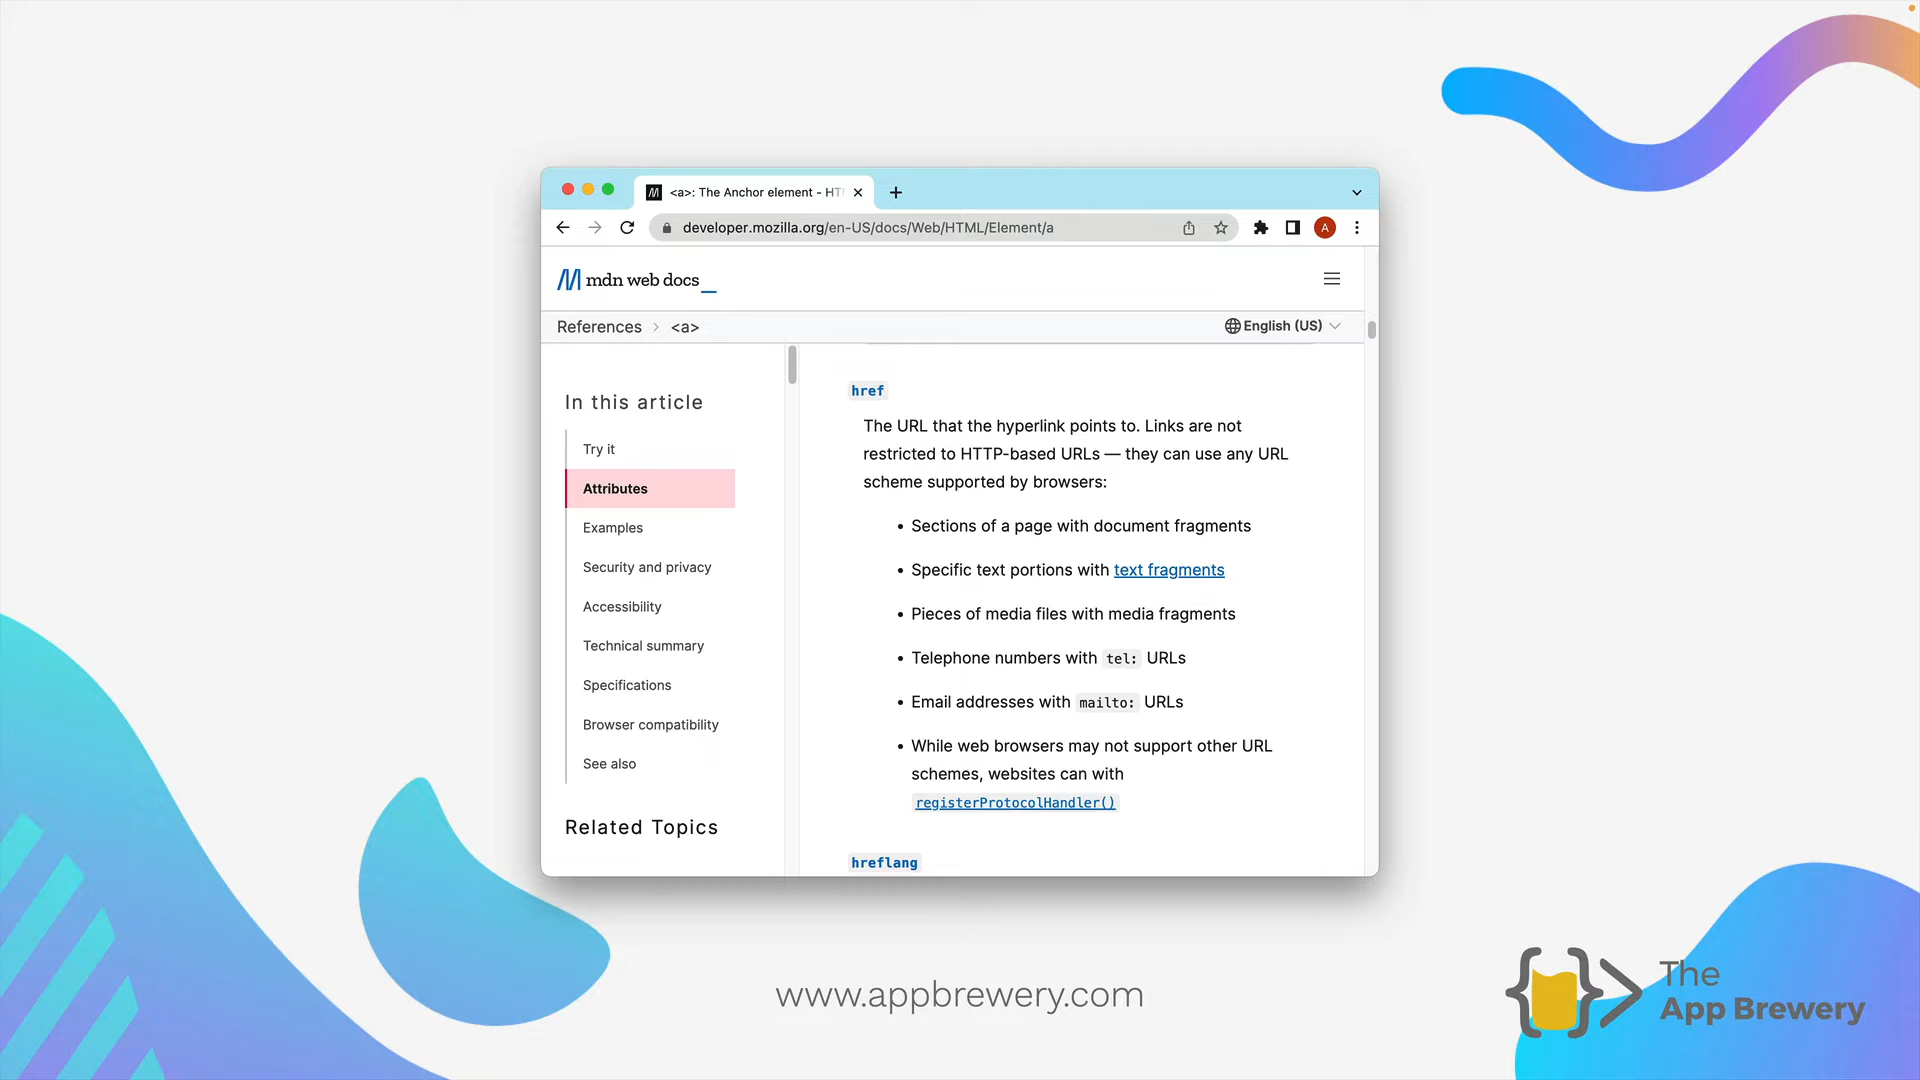 <a>: The Anchor element - HT
developer.mozilla.org/en-US/docs/Web/HTML/Element/a
A
mdn web docs_
References > <a>
English (US)
In this article
Try it
Attributes
Examples
Security and privacy
Accessibility
Technical summary
Specifications
Browser compatibility
See also
Related Topics
href
The URL that the hyperlink points to. Links are not
restricted to HTTP-based URLs — they can use any URL
scheme supported by browsers:
• Sections of a page with document fragments
• Specific text portions with text fragments
• Pieces of media files with media fragments
• Telephone numbers with tel: URLs
• Email addresses with mailto: URLs
• While web browsers may not support other URL
schemes, websites can with
registerProtocolHandler()
hreflang
www.appbrewery.com
The
App Brewery